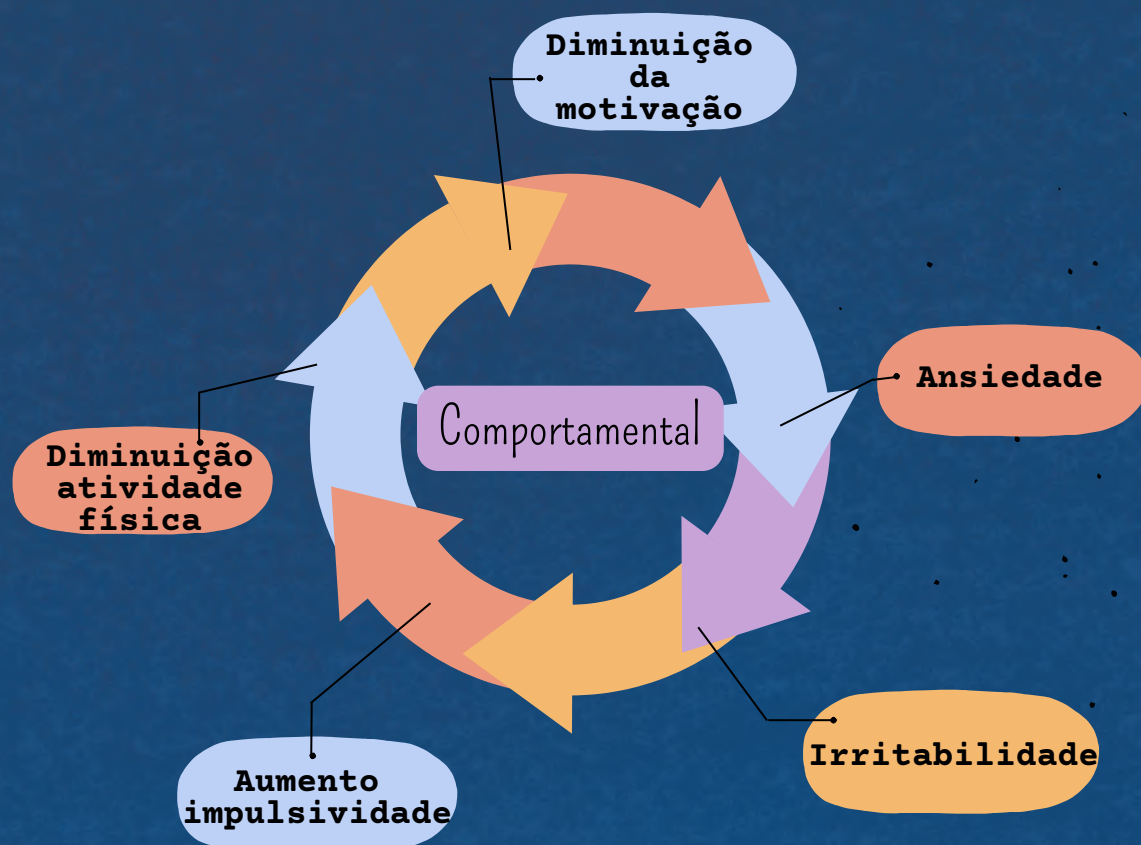 Diminuição
da
motivação
Ansiedade
Comportamental
Diminuição
atividade
física
Irritabilidade
Aumento
impulsividade